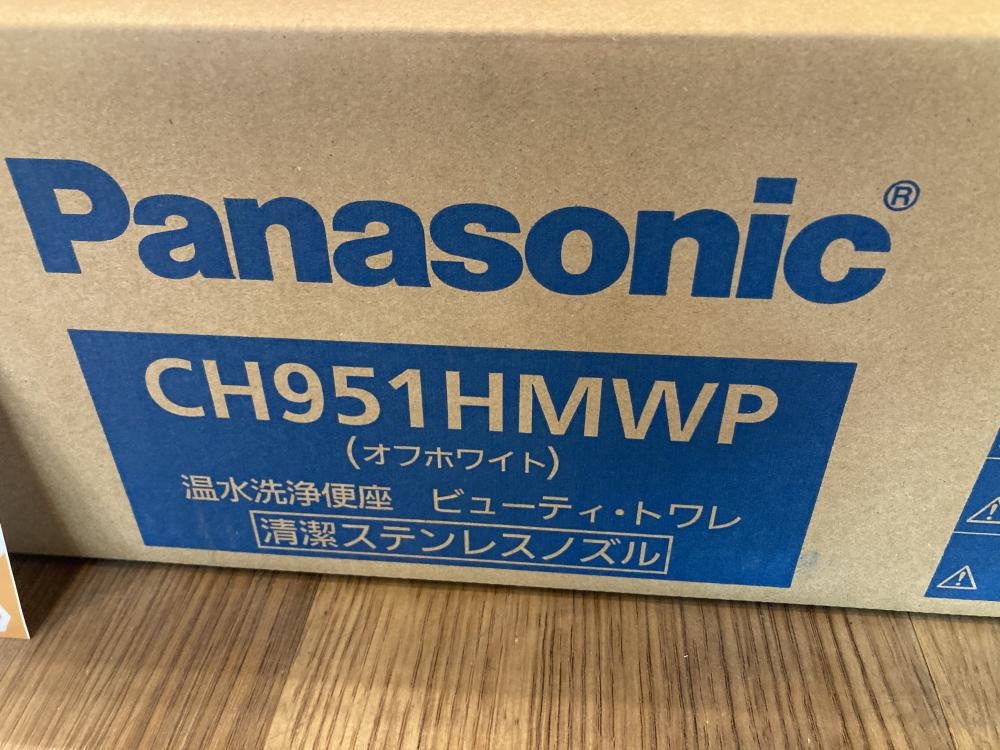 Panasonic®
CH951HMWP
(オフホワイト)
温水洗浄便座 ビューティ・トワレ
清潔ステンレスノズル